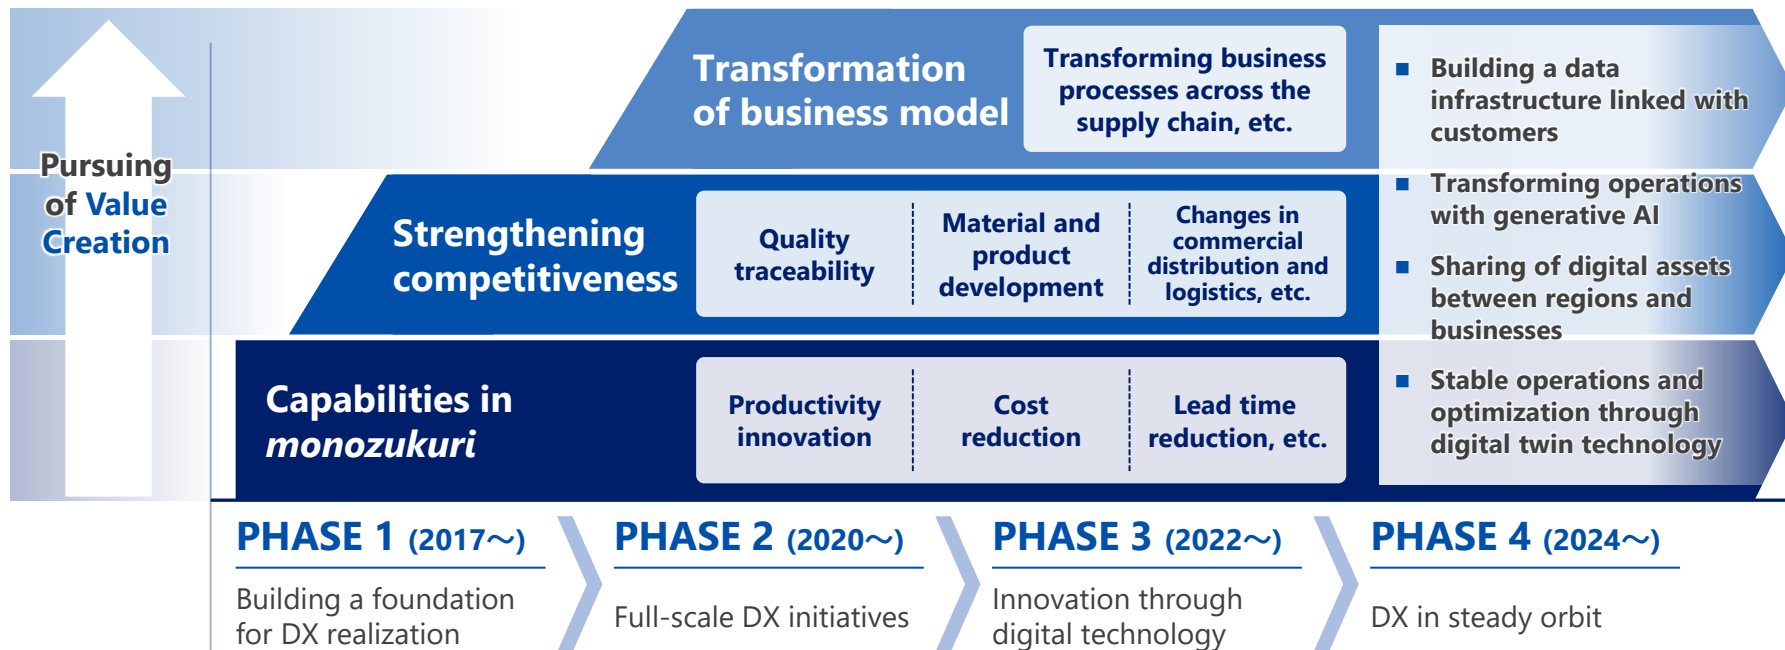 Pursuing
of Value
Creation
Transformation
of business model
Transforming business
processes across the
supply chain, etc.
Strengthening
competitiveness
Quality
traceability
Material and
product
development
Changes in
commercial
distribution and
logistics, etc.
Capabilities in
monozukuri
Productivity
innovation
Cost
reduction
Lead time
reduction, etc.
■ Building a data
infrastructure linked with
customers
■ Transforming operations
with generative AI
■ Sharing of digital assets
between regions and
businesses
■ Stable operations and
optimization through
digital twin technology
PHASE 1 (2017～)
Building a foundation
for DX realization
PHASE 2 (2020～)
Full-scale DX initiatives
PHASE 3 (2022～)
Innovation through
digital technology
PHASE 4 (2024～)
DX in steady orbit